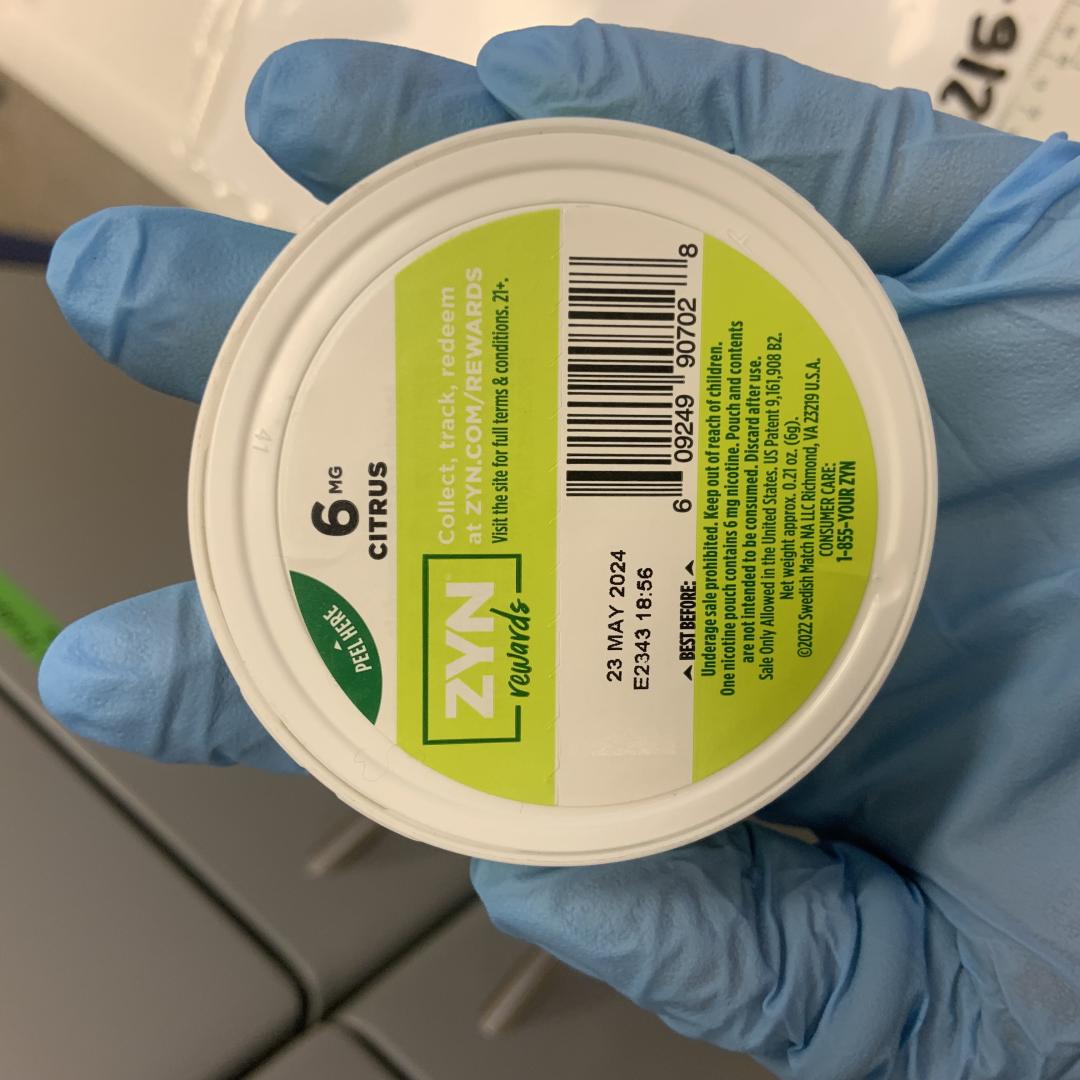 6 MG
CITRUS
PEEL HERE
ZYN
rewards
Collect, track, redeem
at ZYN.COM/REWARDS
Visit the site for full terms & conditions. 21+.
6 09249 90702 8
23 MAY 2024
E2343 18:56
BEST BEFORE:
Underage sale prohibited. Keep out of reach of children.
One nicotine pouch contains 6 mg nicotine. Pouch and contents
are not intended to be consumed. Discard after use.
Sale Only Allowed in the United States. US Patent 9,161,908 B2.
Net weight approx. 0.21 oz. (6g).
©2022 Swedish Match NA LLC Richmond, VA 23219 U.S.A.
CONSUMER CARE:
1-855-YOUR ZYN
41